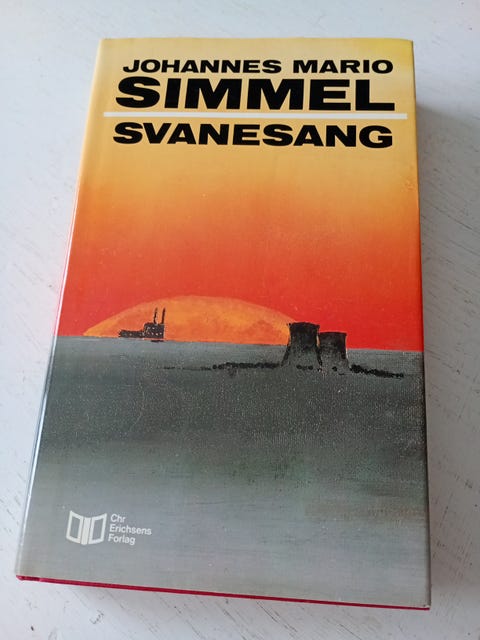 JOHANNES MARIO
SIMMEL
SVANESANG
Chr
Erichsens
Forlag